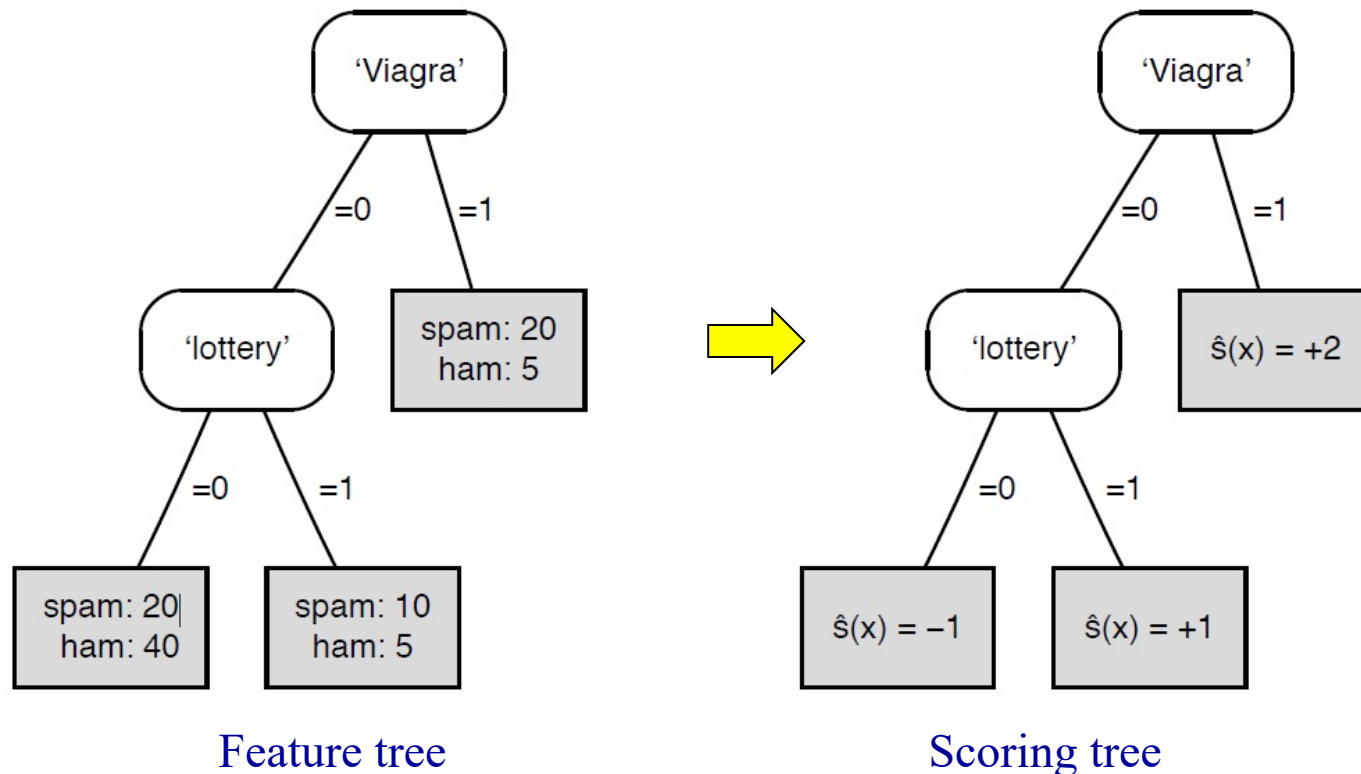 ‘Viagra’
=0
=1
‘lottery’
spam: 20
ham: 5
=0
=1
spam: 20
ham: 40
spam: 10
ham: 5
Feature tree
‘Viagra’
=0
=1
‘lottery’
ŝ(x) = +2
=0
=1
ŝ(x) = −1
ŝ(x) = +1
Scoring tree